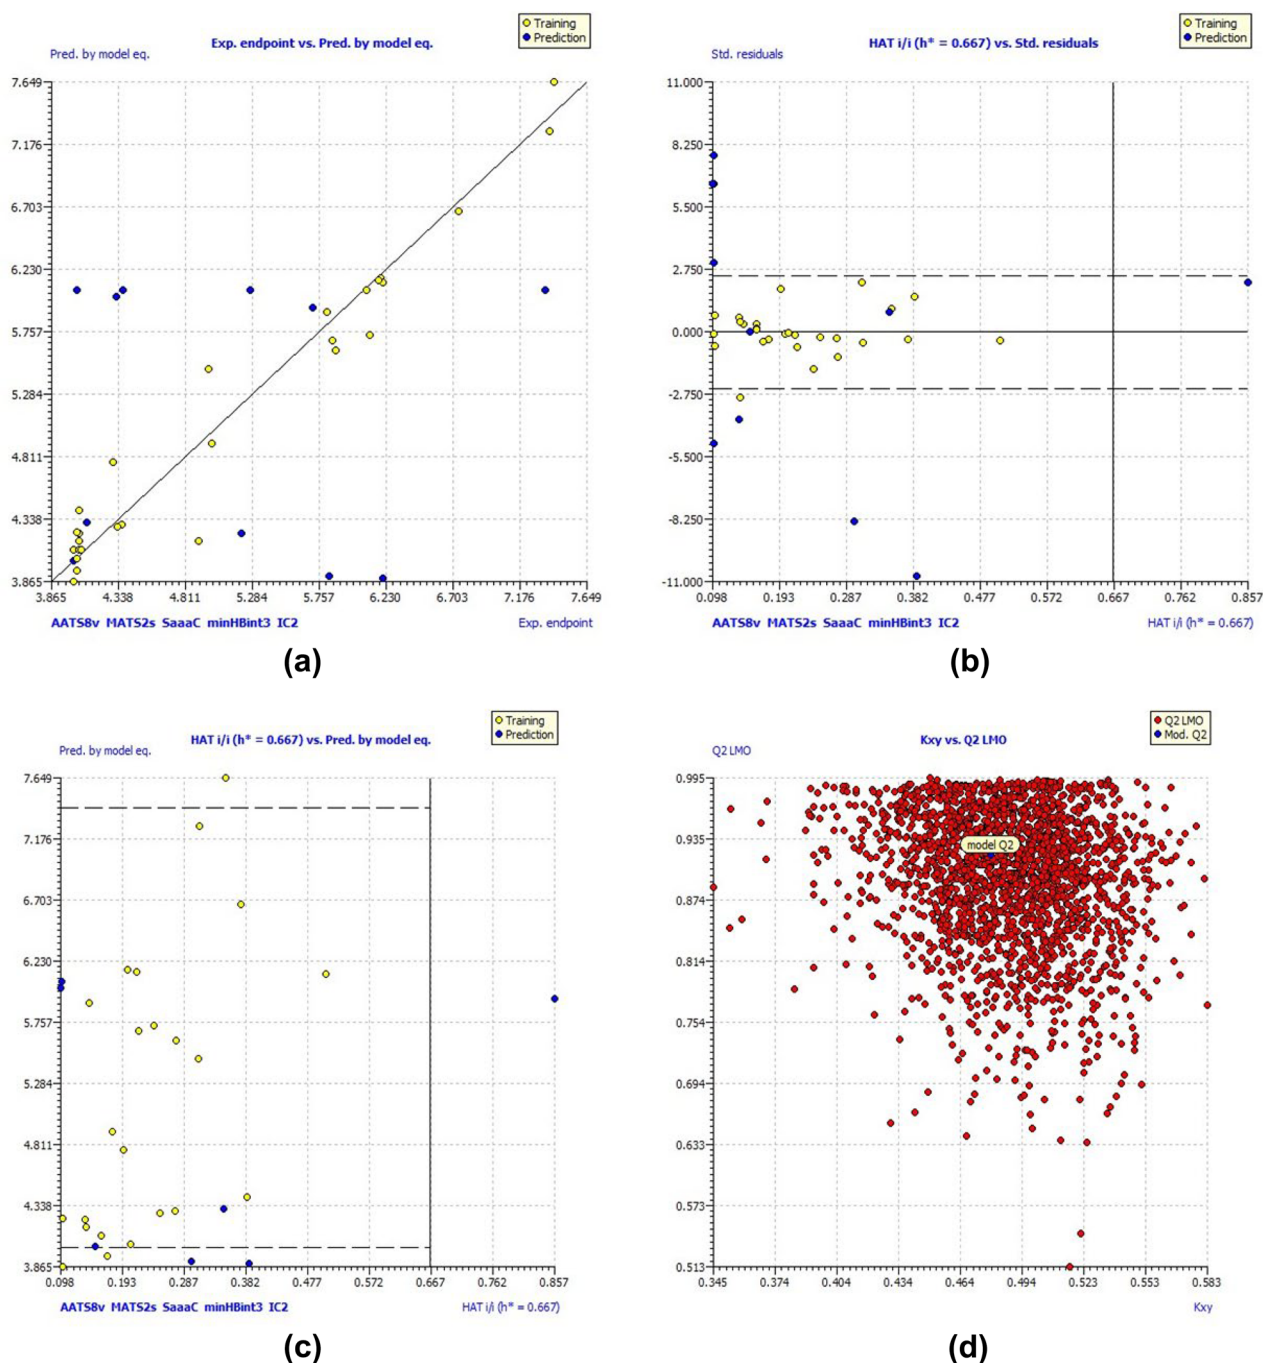 Training
Prediction
Exp. endpoint vs. Pred. by model eq.
Pred. by model eq.
7.649
7.176
6.703
6.230
5.757
5.284
4.811
4.338
3.865
3.865 4.338 4.811 5.284 5.757 6.230 6.703 7.176 7.649
AATS8v MATS2s SaaaC minHBint3 IC2 Exp. endpoint
(a)
Training
Prediction
HAT i/i (h* = 0.667) vs. Std. residuals
Std. residuals
11.000
8.250
5.500
2.750
0.000
-2.750
-5.500
-8.250
-11.000
0.098 0.193 0.287 0.382 0.477 0.572 0.667 0.762 0.857
AATS8v MATS2s SaaaC minHBint3 IC2 HAT i/i (h* = 0.667)
(b)
Training
Prediction
HAT i/i (h* = 0.667) vs. Pred. by model eq.
Pred. by model eq.
7.649
7.176
6.703
6.230
5.757
5.284
4.811
4.338
3.865
0.098 0.193 0.287 0.382 0.477 0.572 0.667 0.762 0.857
AATS8v MATS2s SaaaC minHBint3 IC2 HAT i/i (h* = 0.667)
(c)
Q2 LMO
Mod. Q2
Kxy vs. Q2 LMO
Q2 LMO
0.995
0.935
0.874
0.814
0.754
0.694
0.633
0.573
0.513
model Q2
0.345 0.374 0.404 0.434 0.464 0.494 0.523 0.553 0.583
Kxy
(d)